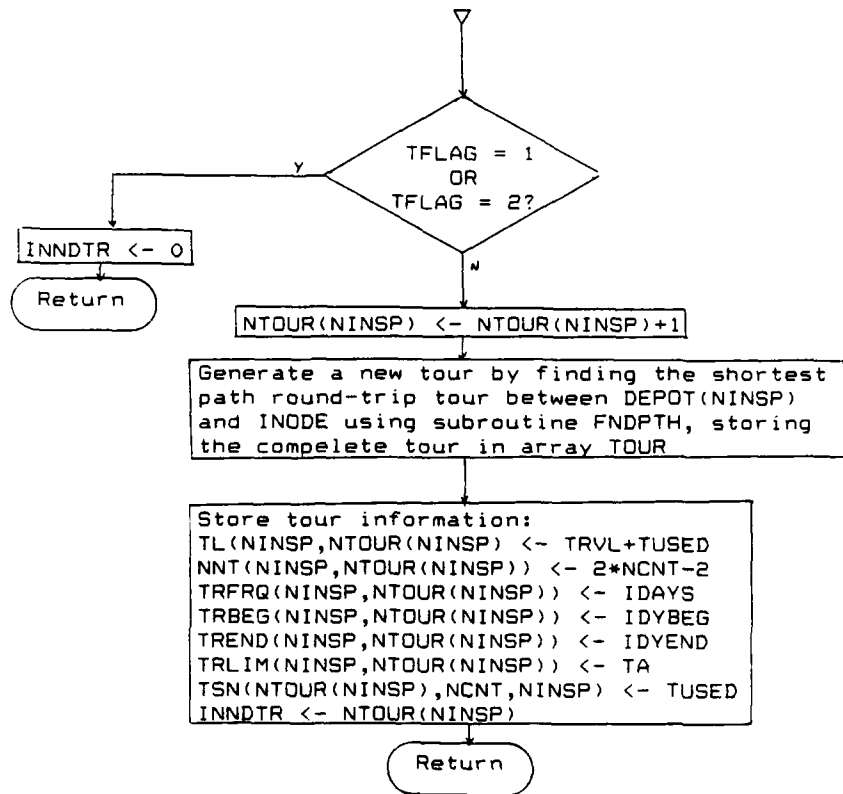 TFLAG = 1
OR
TFLAG = 2?
Y
INNDTR <- 0
Return
N
NTOUR(NINSP) <- NTOUR(NINSP)+1
Generate a new tour by finding the shortest
path round-trip tour between DEPOT(NINSP)
and INODE using subroutine FNDPTH, storing
the compelete tour in array TOUR
Store tour information:
TL(NINSP,NTOUR(NINSP) <- TRVL+TUSED
NNT(NINSP,NTOUR(NINSP)) <- 2*NCNT-2
TRFRQ(NINSP,NTOUR(NINSP)) <- IDAYS
TRBEG(NINSP,NTOUR(NINSP)) <- IDYBEG
TREND(NINSP,NTOUR(NINSP)) <- IDYEND
TRLIM(NINSP,NTOUR(NINSP)) <- TA
TSN(NTOUR(NINSP),NCNT,NINSP) <- TUSED
INNDTR <- NTOUR(NINSP)
Return